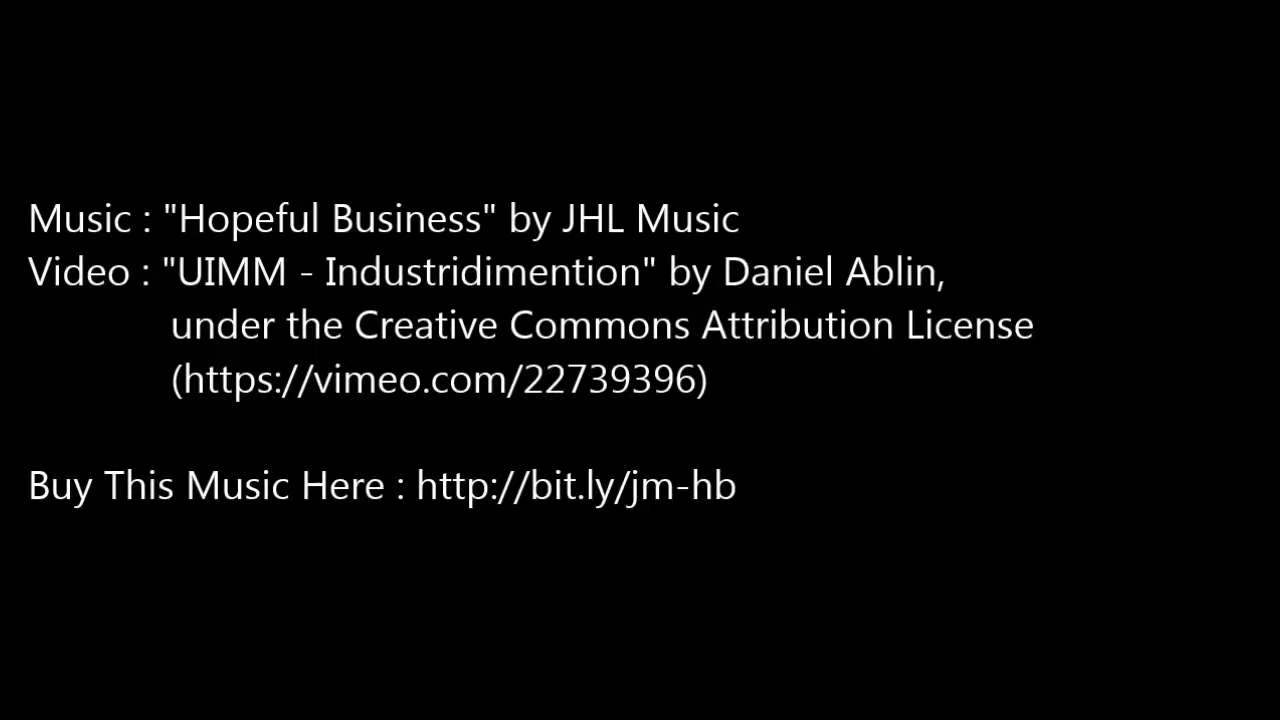 Music : "Hopeful Business" by JHL Music
Video : "UIMM - Industridimention" by Daniel Ablin,
under the Creative Commons Attribution License
(https://vimeo.com/22739396)
Buy This Music Here : http://bit.ly/jm-hb